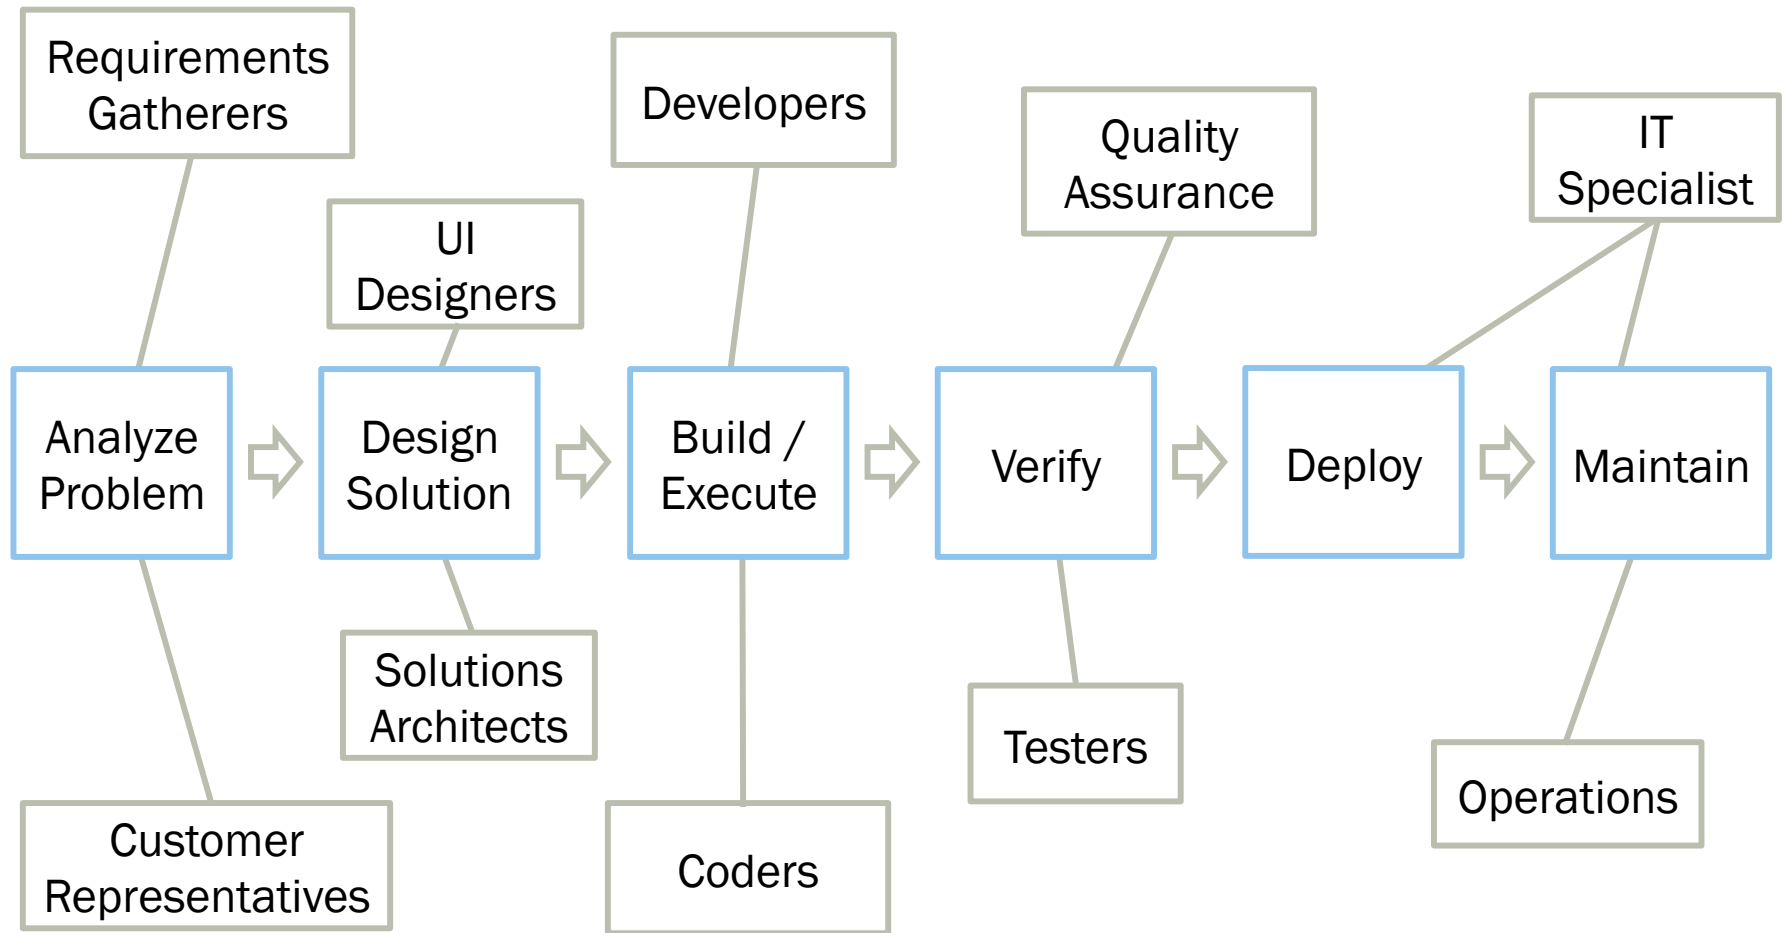 Requirements
Gatherers
Developers
Quality
Assurance
IT
Specialist
UI
Designers
Analyze
Problem
Design
Solution
Build /
Execute
Verify
Deploy
Maintain
Solutions
Architects
Testers
Operations
Customer
Representatives
Coders